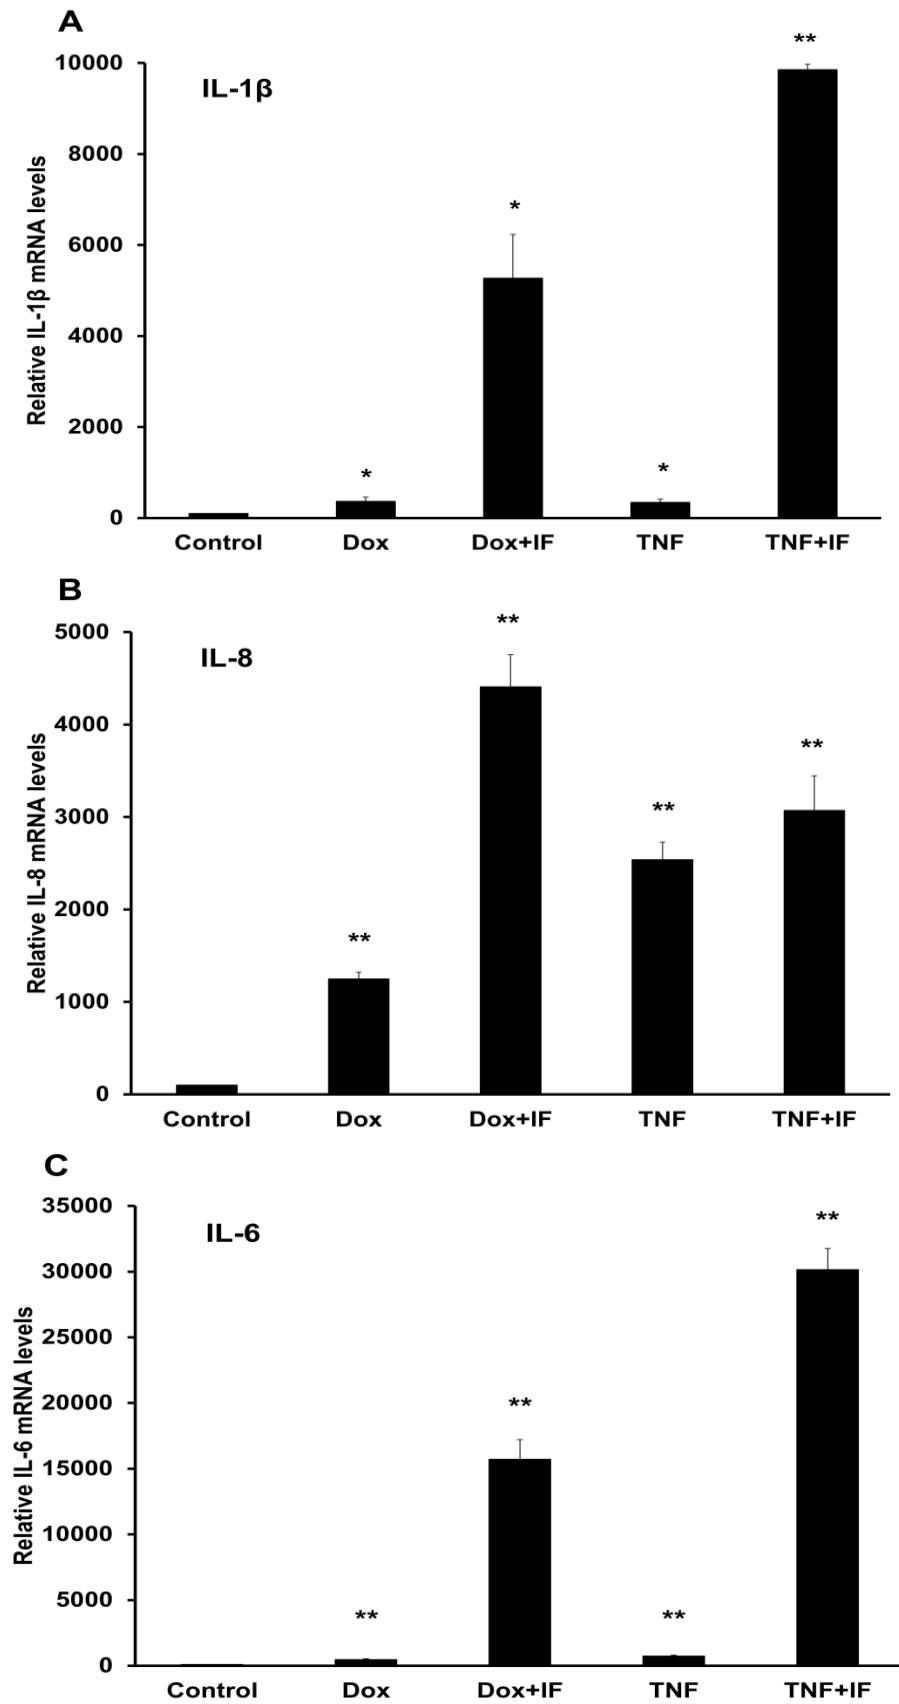 A
IL-1β
Relative IL-1β mRNA levels
10000
8000
6000
4000
2000
0
*
*
*
**
Control Dox Dox+IF TNF TNF+IF
B
IL-8
Relative IL-8 mRNA levels
5000
4000
3000
2000
1000
0
**
**
**
**
Control Dox Dox+IF TNF TNF+IF
C
IL-6
Relative IL-6 mRNA levels
35000
30000
25000
20000
15000
10000
5000
0
**
**
**
**
Control Dox Dox+IF TNF TNF+IF